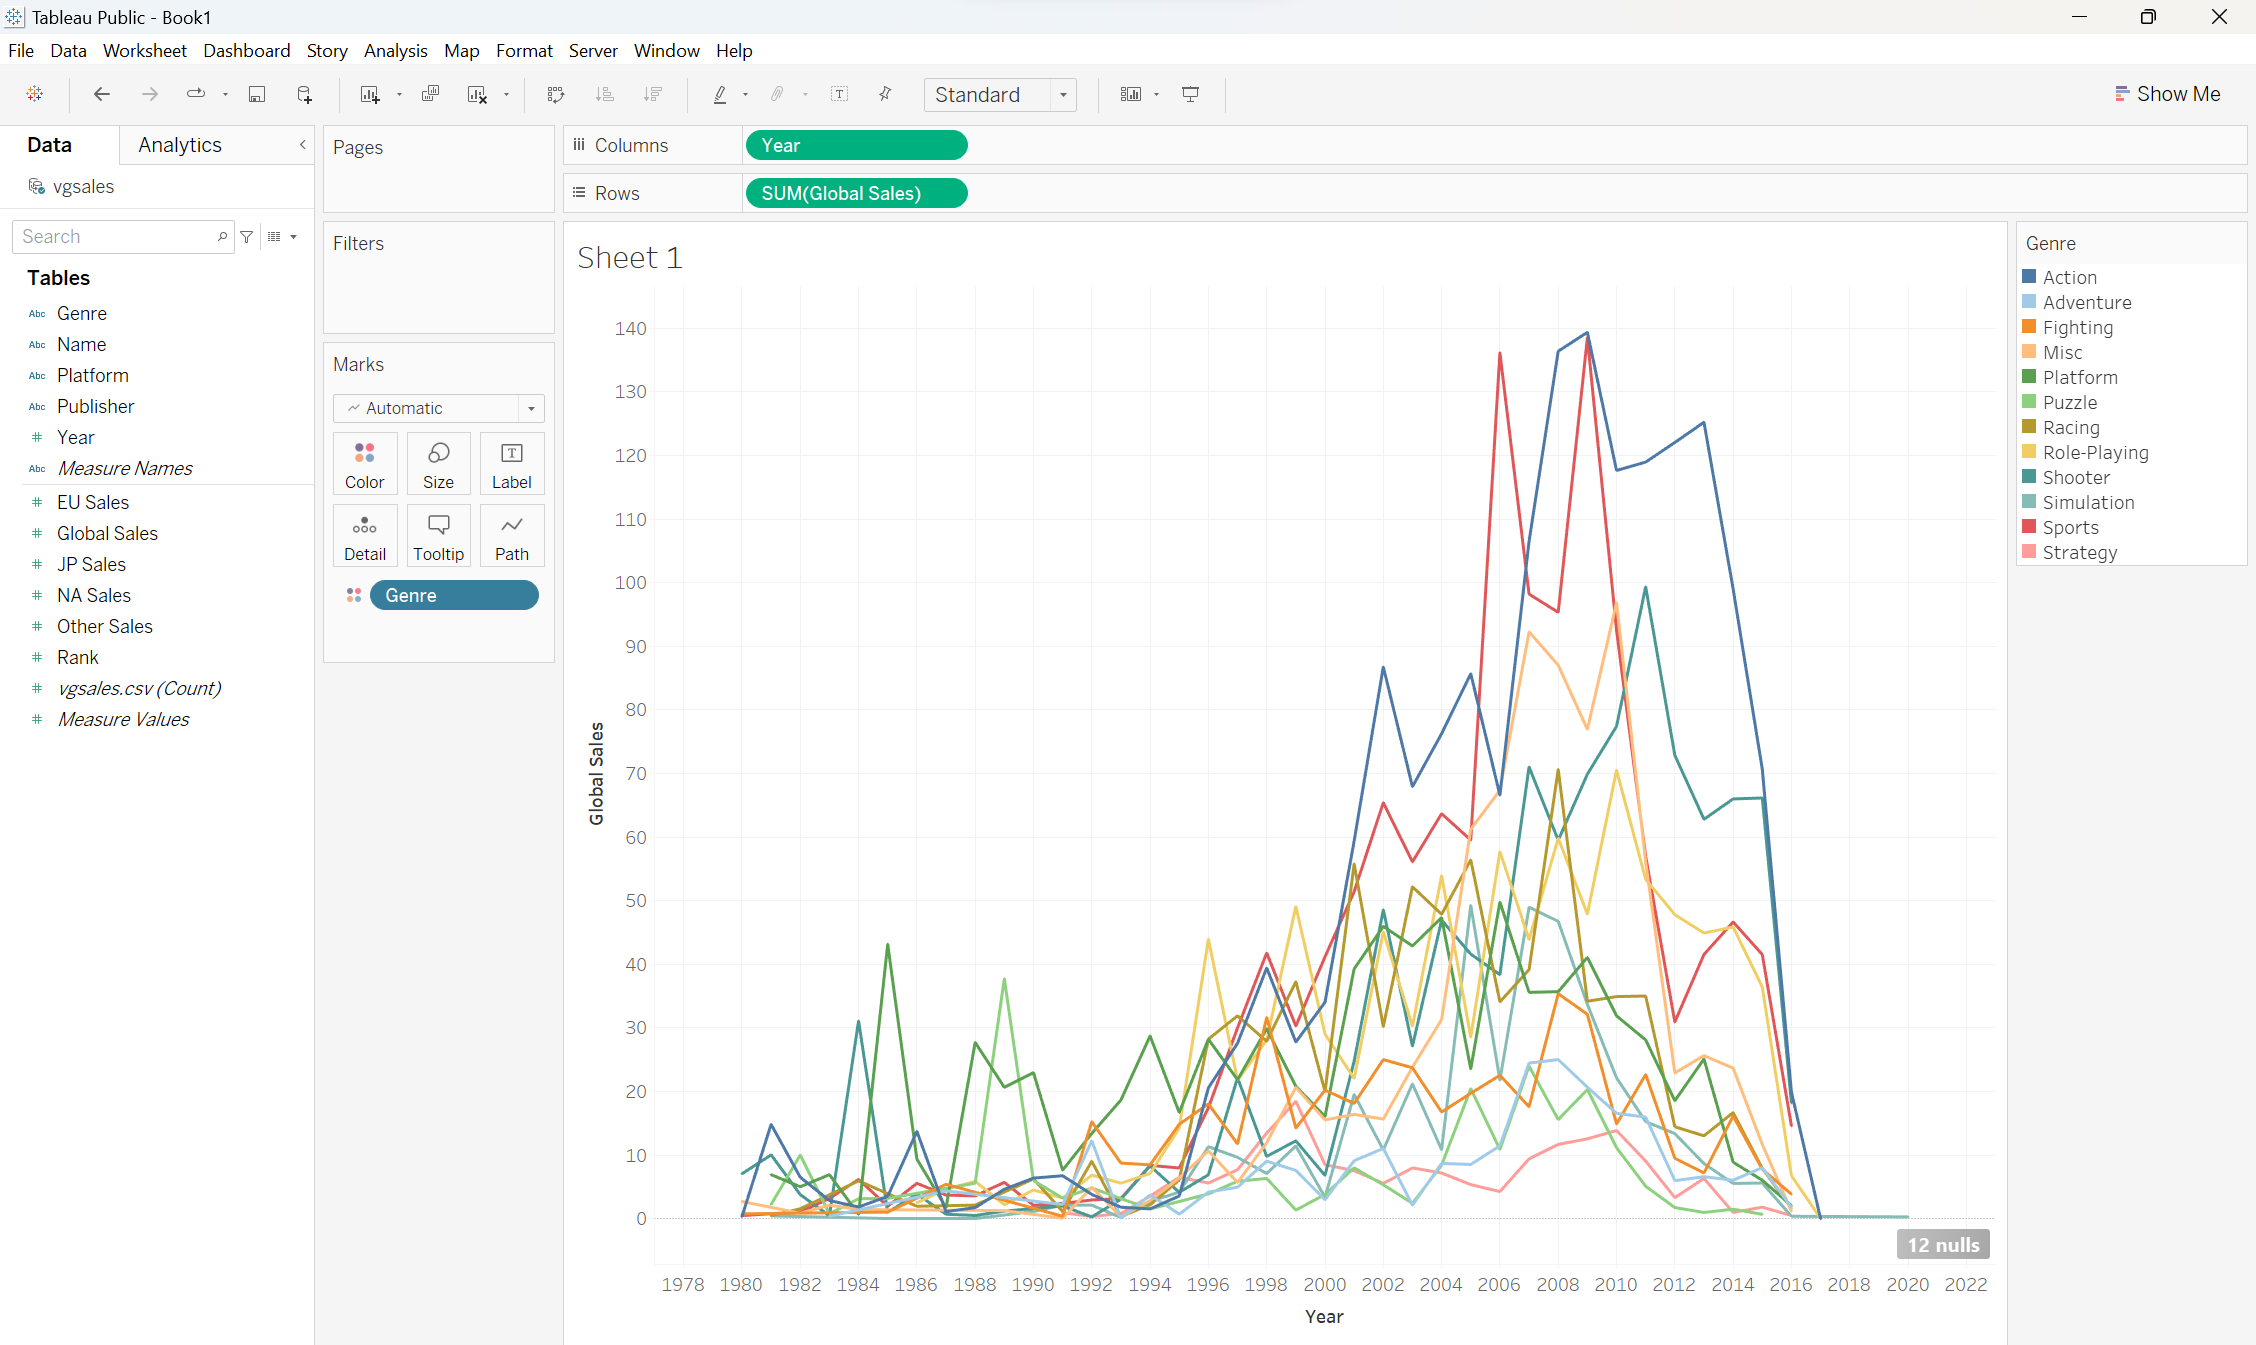 Tableau Public - Book1
File Data Worksheet Dashboard Story Analysis Map Format Server Window Help
Standard
Show Me
Data
Analytics
vgsales
Search
Tables
Abc Genre
Abc Name
Abc Platform
Abc Publisher
# Year
Abc Measure Names
# EU Sales
# Global Sales
# JP Sales
# NA Sales
# Other Sales
# Rank
# vgsales.csv (Count)
# Measure Values
Pages
Filters
Marks
Automatic
Color Size Label
Detail Tooltip Path
Genre
Columns Year
Rows SUM(Global Sales)
Sheet 1
140
130
120
110
100
90
80
70
60
50
40
30
20
10
0
Global Sales
12 nulls
1978 1980 1982 1984 1986 1988 1990 1992 1994 1996 1998 2000 2002 2004 2006 2008 2010 2012 2014 2016 2018 2020 2022
Year
Genre
Action
Adventure
Fighting
Misc
Platform
Puzzle
Racing
Role-Playing
Shooter
Simulation
Sports
Strategy